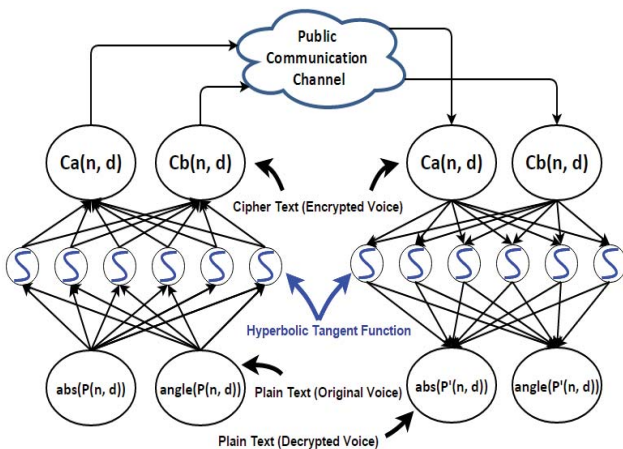 Public
Communication
Channel
Ca(n, d)
Cb(n, d)
Ca(n, d)
Cb(n, d)
Cipher Text (Encrypted Voice)
Hyperbolic Tangent Function
abs(P(n, d))
angle(P(n, d))
Plain Text (Original Voice)
abs(P'(n, d))
angle(P'(n, d))
Plain Text (Decrypted Voice)